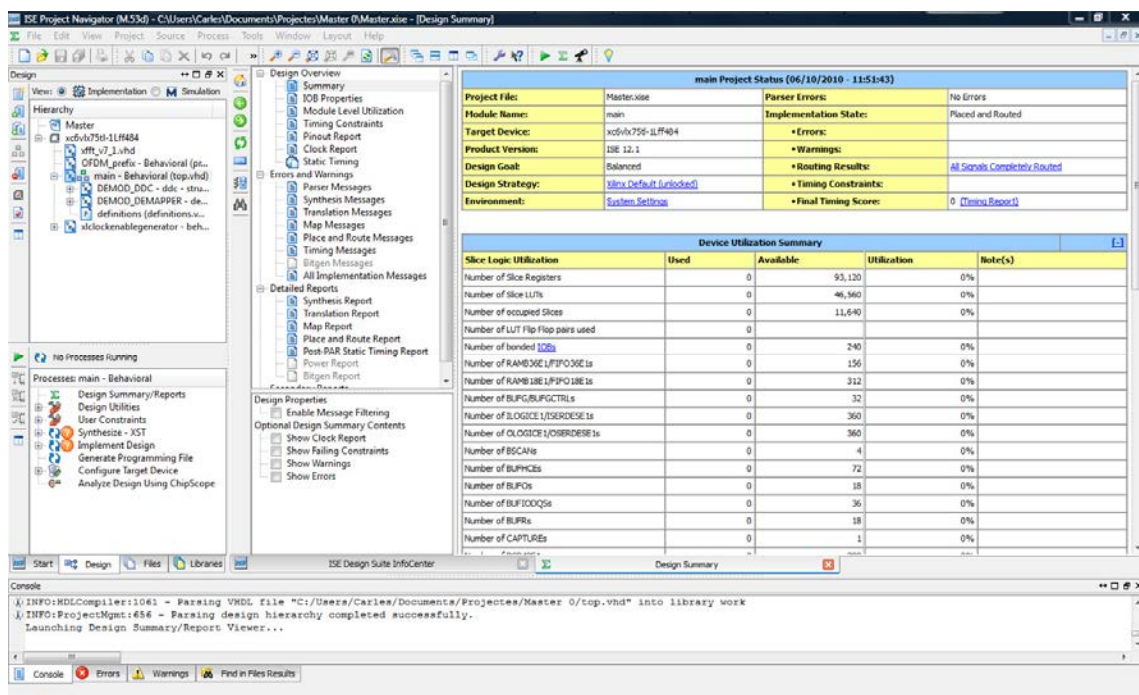 ISE Project Navigator (M.53d) - C:\Users\Carles\Documents\Projectes\Master 0\Master.xise - [Design Summary]
File Edit View Project Source Process Tools Window Layout Help
Design
View: Implementation Simulation
Hierarchy
Master
xc6vlx75tl-1Lff484
xfft_v7_1.vhd
OFDM_prefix - Behavioral (pr...
main - Behavioral (top.vhd)
DEMOD_DDC - ddc - stru...
DEMOD_DEMAPPER - de...
definitions (definitions.v...
xlclockenablegenerator - beh...
No Processes Running
Processes: main - Behavioral
Design Summary/Reports
Design Utilities
User Constraints
Synthesize - XST
Implement Design
Generate Programming File
Configure Target Device
Analyze Design Using ChipScope
Start Design Files Libraries
Design Overview
Summary
IOB Properties
Module Level Utilization
Timing Constraints
Pinout Report
Clock Report
Static Timing
Errors and Warnings
Parser Messages
Synthesis Messages
Translation Messages
Map Messages
Place and Route Messages
Timing Messages
Bitgen Messages
All Implementation Messages
Detailed Reports
Synthesis Report
Translation Report
Map Report
Place and Route Report
Post-PAR Static Timing Report
Power Report
Bitgen Report
Secondary Reports
Design Properties
Enable Message Filtering
Optional Design Summary Contents
Show Clock Report
Show Failing Constraints
Show Warnings
Show Errors
main Project Status (06/10/2010 - 11:51:43)
Project File: Master.xise Parser Errors: No Errors
Module Name: main Implementation State: Placed and Routed
Target Device: xc6vlx75tl-1Lff484 •Errors:
Product Version: ISE 12.1 •Warnings:
Design Goal: Balanced •Routing Results: All Signals Completely Routed
Design Strategy: Xilinx Default (unlocked) •Timing Constraints:
Environment: System Settings •Final Timing Score: 0 (Timing Report)
Device Utilization Summary [-]
Slice Logic Utilization Used Available Utilization Note(s)
Number of Slice Registers 0 93,120 0%
Number of Slice LUTs 0 46,560 0%
Number of occupied Slices 0 11,640 0%
Number of LUT Flip Flop pairs used 0
Number of bonded IOBs 0 240 0%
Number of RAMB36E1/FIFO36E1s 0 156 0%
Number of RAMB18E1/FIFO18E1s 0 312 0%
Number of BUFG/BUFGCTRLs 0 32 0%
Number of ILOGICE1/ISERDESE1s 0 360 0%
Number of OLOGICE1/OSERDESE1s 0 360 0%
Number of BSCANs 0 4 0%
Number of BUFHCEs 0 72 0%
Number of BUFOs 0 18 0%
Number of BUFIODQSs 0 36 0%
Number of BUFRs 0 18 0%
Number of CAPTUREs 0 1 0%
ISE Design Suite InfoCenter Design Summary
Console
INFO:HDLCompiler:1061 - Parsing VHDL file "C:/Users/Carles/Documents/Projectes/Master 0/top.vhd" into library work
INFO:ProjectMgmt:656 - Parsing design hierarchy completed successfully.
Launching Design Summary/Report Viewer...
Console Errors Warnings Find in Files Results